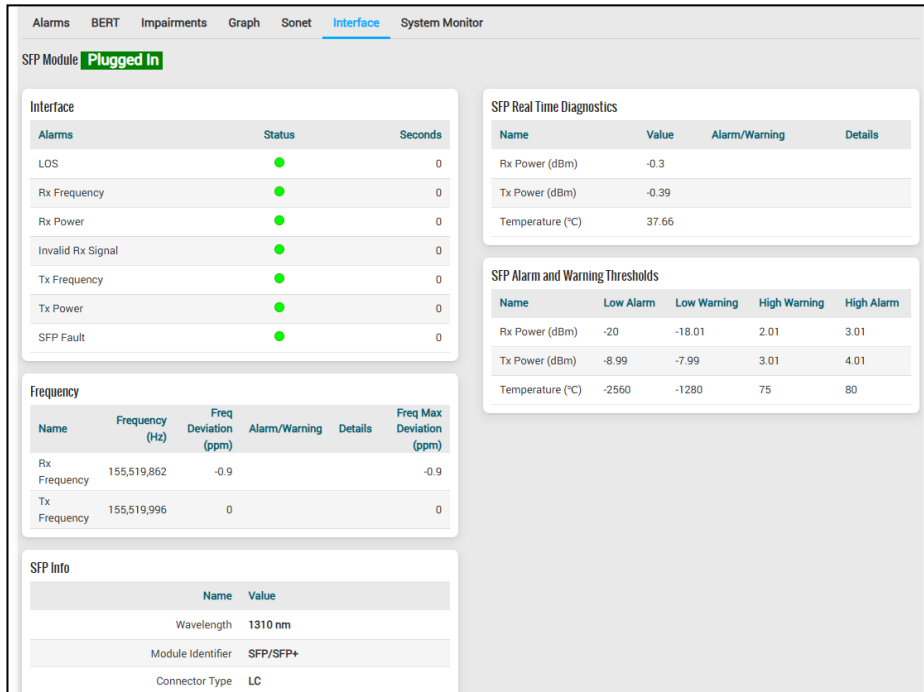 Alarms BERT Impairments Graph Sonet Interface System Monitor
SFP Module Plugged In
Interface
Alarms Status Seconds
LOS 0
Rx Frequency 0
Rx Power 0
Invalid Rx Signal 0
Tx Frequency 0
Tx Power 0
SFP Fault 0
Frequency
Name Frequency (Hz) Freq Deviation (ppm) Alarm/Warning Details Freq Max Deviation (ppm)
Rx Frequency 155,519,862 -0.9 -0.9
Tx Frequency 155,519,996 0 0
SFP Info
Name Value
Wavelength 1310 nm
Module Identifier SFP/SFP+
Connector Type LC
SFP Real Time Diagnostics
Name Value Alarm/Warning Details
Rx Power (dBm) -0.3
Tx Power (dBm) -0.39
Temperature (°C) 37.66
SFP Alarm and Warning Thresholds
Name Low Alarm Low Warning High Warning High Alarm
Rx Power (dBm) -20 -18.01 2.01 3.01
Tx Power (dBm) -8.99 -7.99 3.01 4.01
Temperature (°C) -2560 -1280 75 80